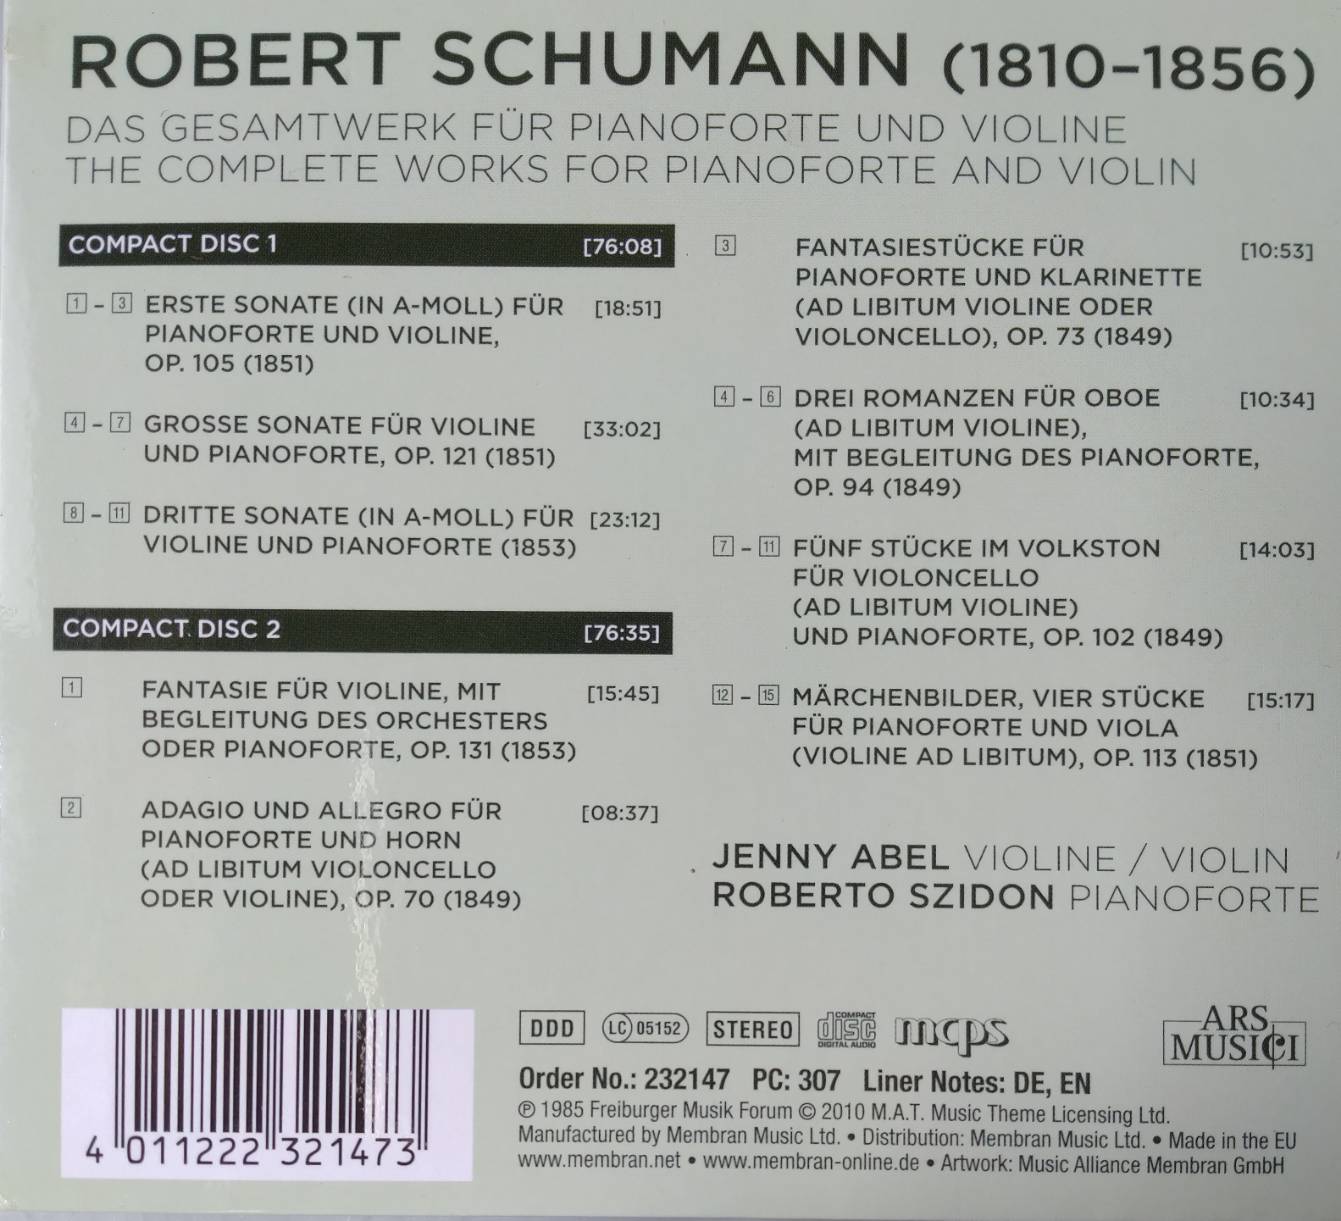 ROBERT SCHUMANN (1810–1856)
DAS GESAMTWERK FÜR PIANOFORTE UND VIOLINE
THE COMPLETE WORKS FOR PIANOFORTE AND VIOLIN
COMPACT DISC 1 [76:08]
1 – 3 ERSTE SONATE (IN A-MOLL) FÜR [18:51]
PIANOFORTE UND VIOLINE,
OP. 105 (1851)
4 – 7 GROSSE SONATE FÜR VIOLINE [33:02]
UND PIANOFORTE, OP. 121 (1851)
8 – 11 DRITTE SONATE (IN A-MOLL) FÜR [23:12]
VIOLINE UND PIANOFORTE (1853)
COMPACT DISC 2 [76:35]
1 FANTASIE FÜR VIOLINE, MIT [15:45]
BEGLEITUNG DES ORCHESTERS
ODER PIANOFORTE, OP. 131 (1853)
2 ADAGIO UND ALLEGRO FÜR [08:37]
PIANOFORTE UND HORN
(AD LIBITUM VIOLONCELLO
ODER VIOLINE), OP. 70 (1849)
3 FANTASIESTÜCKE FÜR [10:53]
PIANOFORTE UND KLARINETTE
(AD LIBITUM VIOLINE ODER
VIOLONCELLO), OP. 73 (1849)
4 – 6 DREI ROMANZEN FÜR OBOE [10:34]
(AD LIBITUM VIOLINE),
MIT BEGLEITUNG DES PIANOFORTE,
OP. 94 (1849)
7 – 11 FÜNF STÜCKE IM VOLKSTON [14:03]
FÜR VIOLONCELLO
(AD LIBITUM VIOLINE)
UND PIANOFORTE, OP. 102 (1849)
12 – 15 MÄRCHENBILDER, VIER STÜCKE [15:17]
FÜR PIANOFORTE UND VIOLA
(VIOLINE AD LIBITUM), OP. 113 (1851)
JENNY ABEL VIOLINE / VIOLIN
ROBERTO SZIDON PIANOFORTE
4 011222 321473
DDD LC 05152 STEREO COMPACT disc DIGITAL AUDIO mcps
ARS
MUSICI
Order No.: 232147 PC: 307 Liner Notes: DE, EN
℗ 1985 Freiburger Musik Forum © 2010 M.A.T. Music Theme Licensing Ltd.
Manufactured by Membran Music Ltd. • Distribution: Membran Music Ltd. • Made in the EU
www.membran.net • www.membran-online.de • Artwork: Music Alliance Membran GmbH